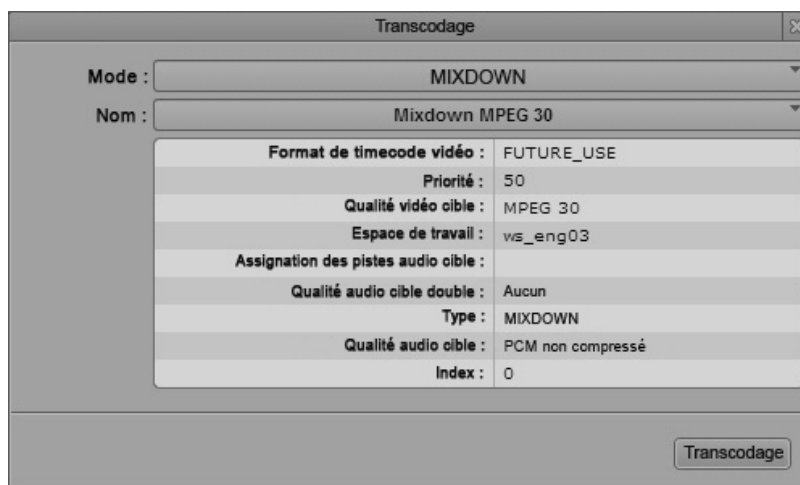 Transcodage
Mode : MIXDOWN
Nom : Mixdown MPEG 30
Format de timecode vidéo : FUTURE_USE
Priorité : 50
Qualité vidéo cible : MPEG 30
Espace de travail : ws_eng03
Assignation des pistes audio cible :
Qualité audio cible double : Aucun
Type : MIXDOWN
Qualité audio cible : PCM non compressé
Index : 0
Transcodage